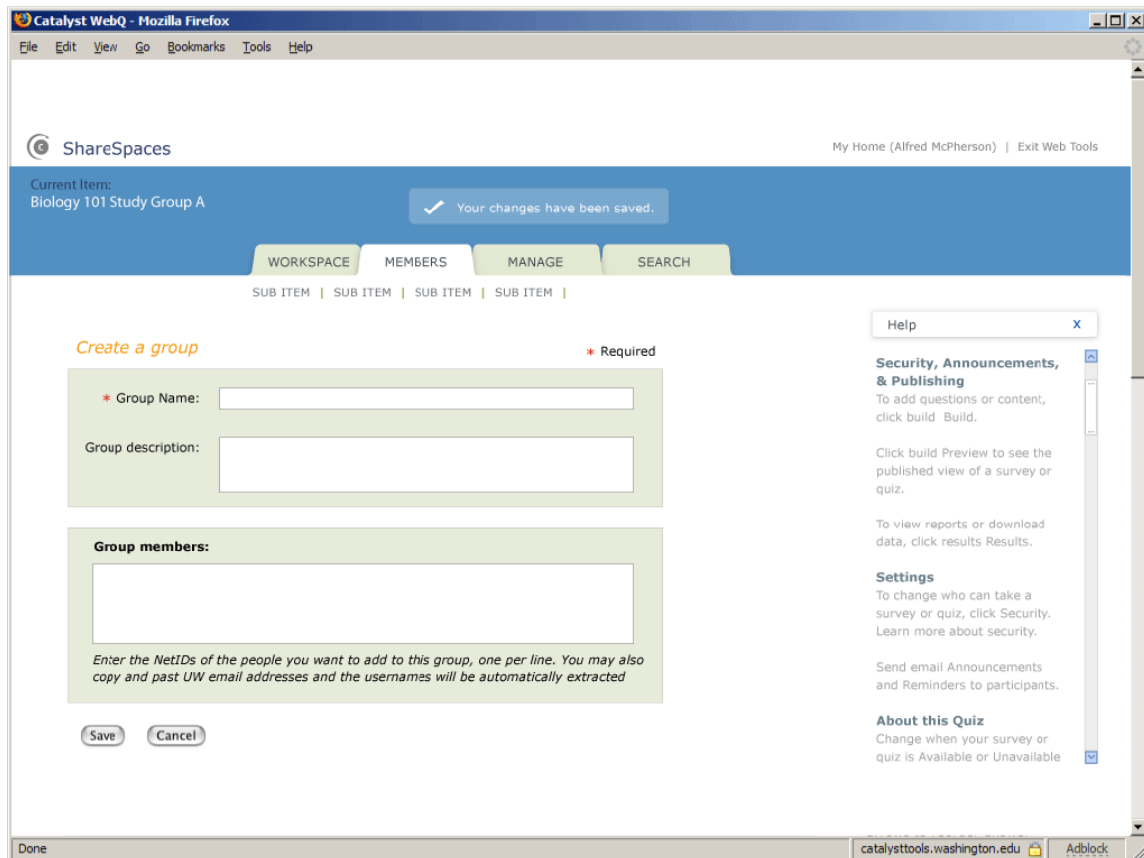 Catalyst WebQ - Mozilla Firefox
File Edit View Go Bookmarks Tools Help
ShareSpaces
My Home (Alfred McPherson) | Exit Web Tools
Current Item:
Biology 101 Study Group A
Your changes have been saved.
WORKSPACE MEMBERS MANAGE SEARCH
SUB ITEM | SUB ITEM | SUB ITEM | SUB ITEM |
Create a group
* Required
* Group Name:
Group description:
Group members:
Enter the NetIDs of the people you want to add to this group, one per line. You may also
copy and past UW email addresses and the usernames will be automatically extracted
Save Cancel
Help X
Security, Announcements,
& Publishing
To add questions or content,
click build Build.
Click build Preview to see the
published view of a survey or
quiz.
To view reports or download
data, click results Results.
Settings
To change who can take a
survey or quiz, click Security.
Learn more about security.
Send email Announcements
and Reminders to participants.
About this Quiz
Change when your survey or
quiz is Available or Unavailable
Done
catalysttools.washington.edu Adblock